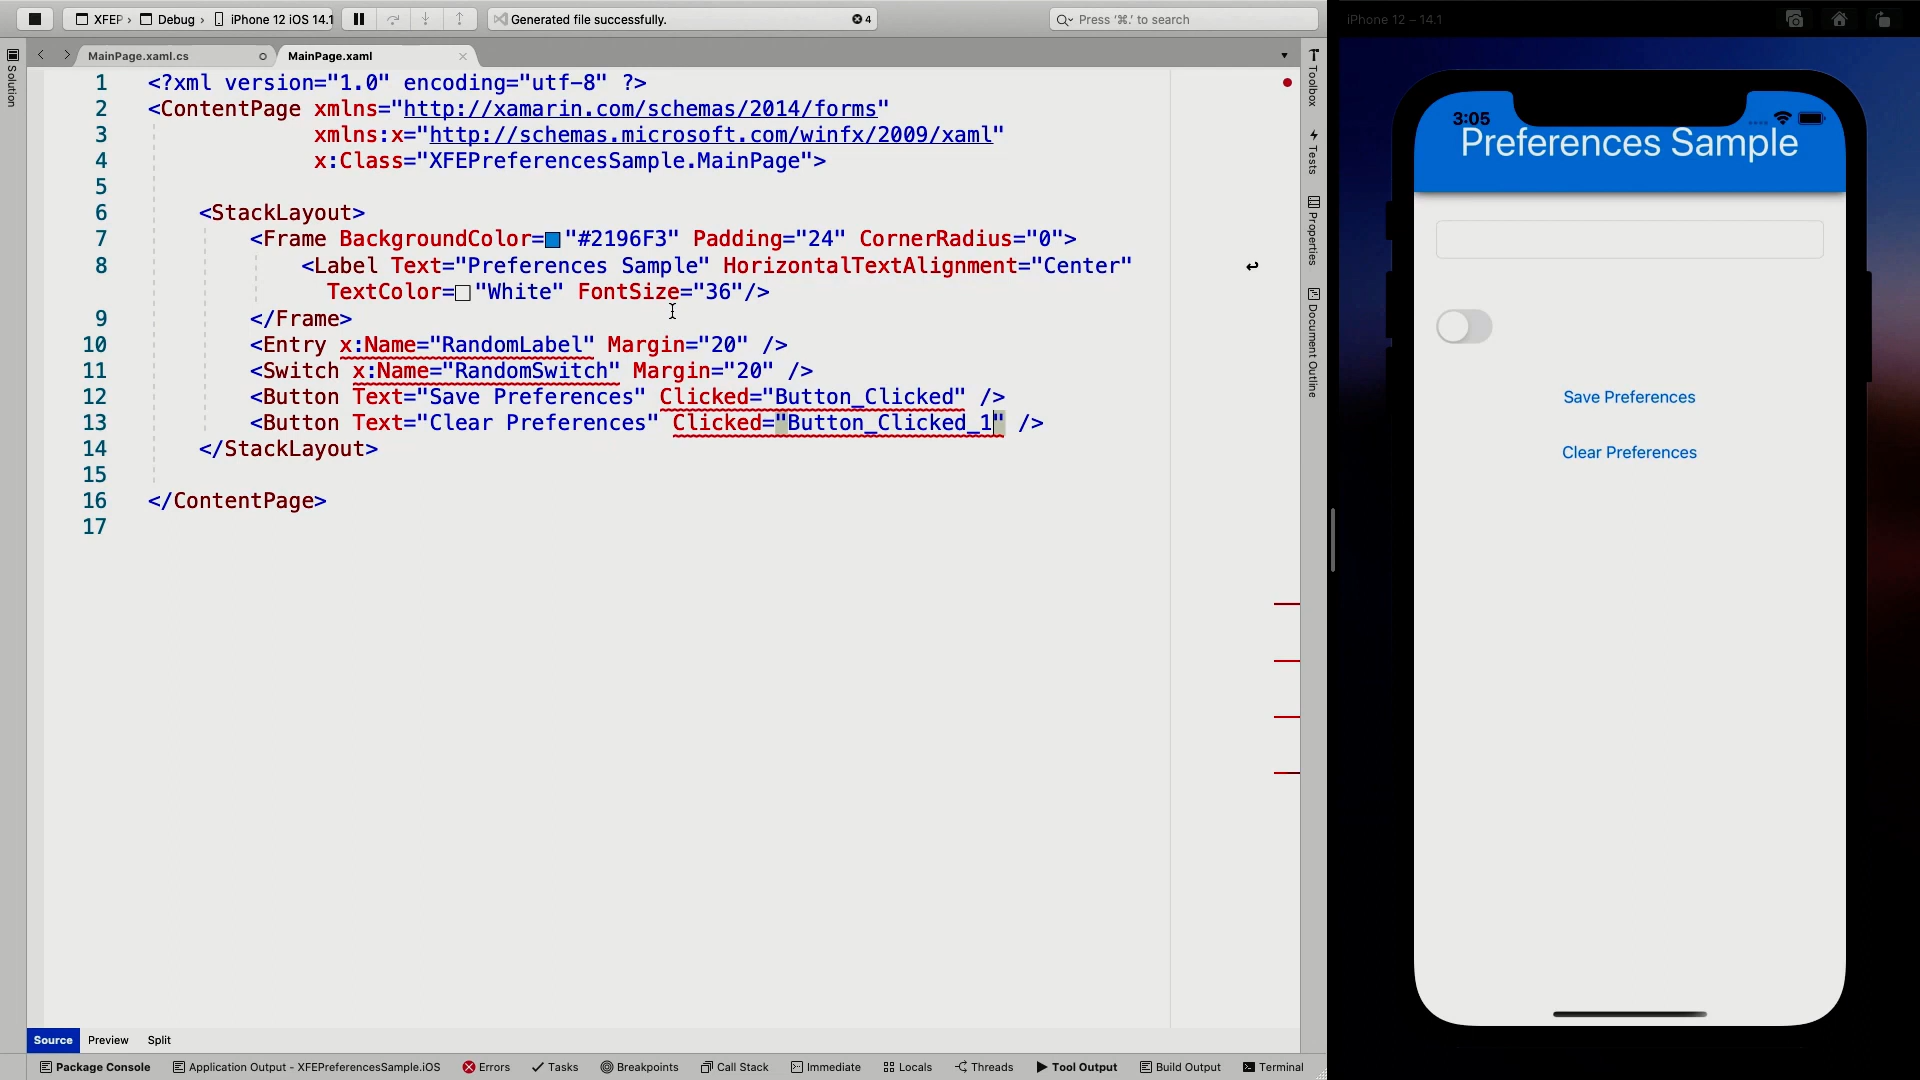 XFEP › Debug › iPhone 12 iOS 14.1
Generated file successfully.
4
Press '⌘.' to search
Solution
MainPage.xaml.cs
MainPage.xaml
1 <?xml version="1.0" encoding="utf-8" ?>
2 <ContentPage xmlns="http://xamarin.com/schemas/2014/forms"
3 xmlns:x="http://schemas.microsoft.com/winfx/2009/xaml"
4 x:Class="XFEPreferencesSample.MainPage">
5
6 <StackLayout>
7 <Frame BackgroundColor="#2196F3" Padding="24" CornerRadius="0">
8 <Label Text="Preferences Sample" HorizontalTextAlignment="Center"
TextColor="White" FontSize="36"/>
9 </Frame>
10 <Entry x:Name="RandomLabel" Margin="20" />
11 <Switch x:Name="RandomSwitch" Margin="20" />
12 <Button Text="Save Preferences" Clicked="Button_Clicked" />
13 <Button Text="Clear Preferences" Clicked="Button_Clicked_1" />
14 </StackLayout>
15
16 </ContentPage>
17
Toolbox
Tests
Properties
Document Outline
Source
Preview
Split
Package Console
Application Output - XFEPreferencesSample.iOS
Errors
Tasks
Breakpoints
Call Stack
Immediate
Locals
Threads
Tool Output
Build Output
Terminal
iPhone 12 – 14.1
3:05
Preferences Sample
Save Preferences
Clear Preferences